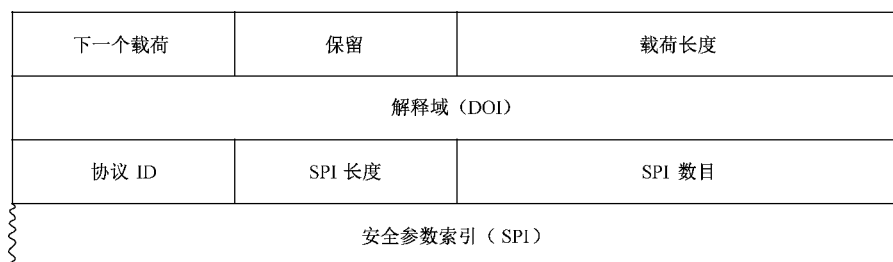 下一个载荷 保留 载荷长度
解释域（DOI）
协议 ID SPI 长度 SPI 数目
安全参数索引（ SPI）